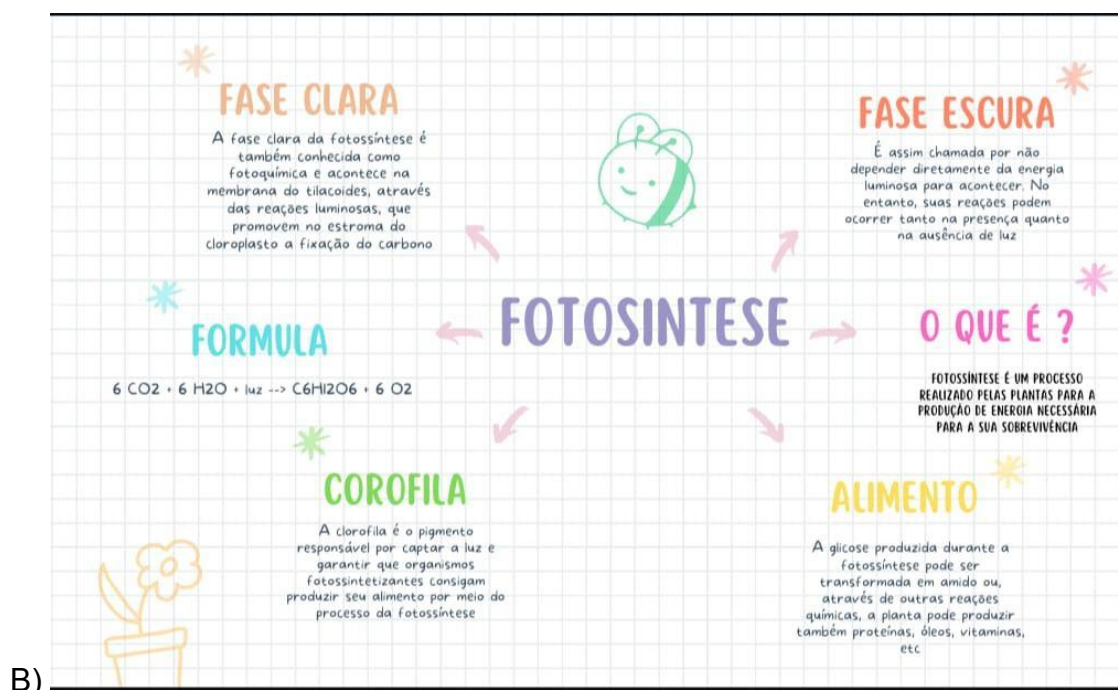 FASE CLARA
A fase clara da fotossíntese é
também conhecida como
fotoquímica e acontece na
membrana do tilacoides, através
das reações luminosas, que
promovem no estroma do
cloroplasto a fixação do carbono
FASE ESCURA
É assim chamada por não
depender diretamente da energia
luminosa para acontecer. No
entanto, suas reações podem
ocorrer tanto na presença quanto
na ausência de luz
FORMULA
6 CO2 + 6 H2O + luz --> C6H12O6 + 6 O2
FOTOSINTESE
O QUE É ?
FOTOSSÍNTESE É UM PROCESSO
REALIZADO PELAS PLANTAS PARA A
PRODUÇÃO DE ENERGIA NECESSÁRIA
PARA A SUA SOBREVIVÊNCIA
COROFILA
A clorofila é o pigmento
responsável por captar a luz e
garantir que organismos
fotossintetizantes consigam
produzir seu alimento por meio do
processo da fotossíntese
ALIMENTO
A glicose produzida durante a
fotossíntese pode ser
transformada em amido ou,
através de outras reações
químicas, a planta pode produzir
também proteínas, óleos, vitaminas,
etc
B)